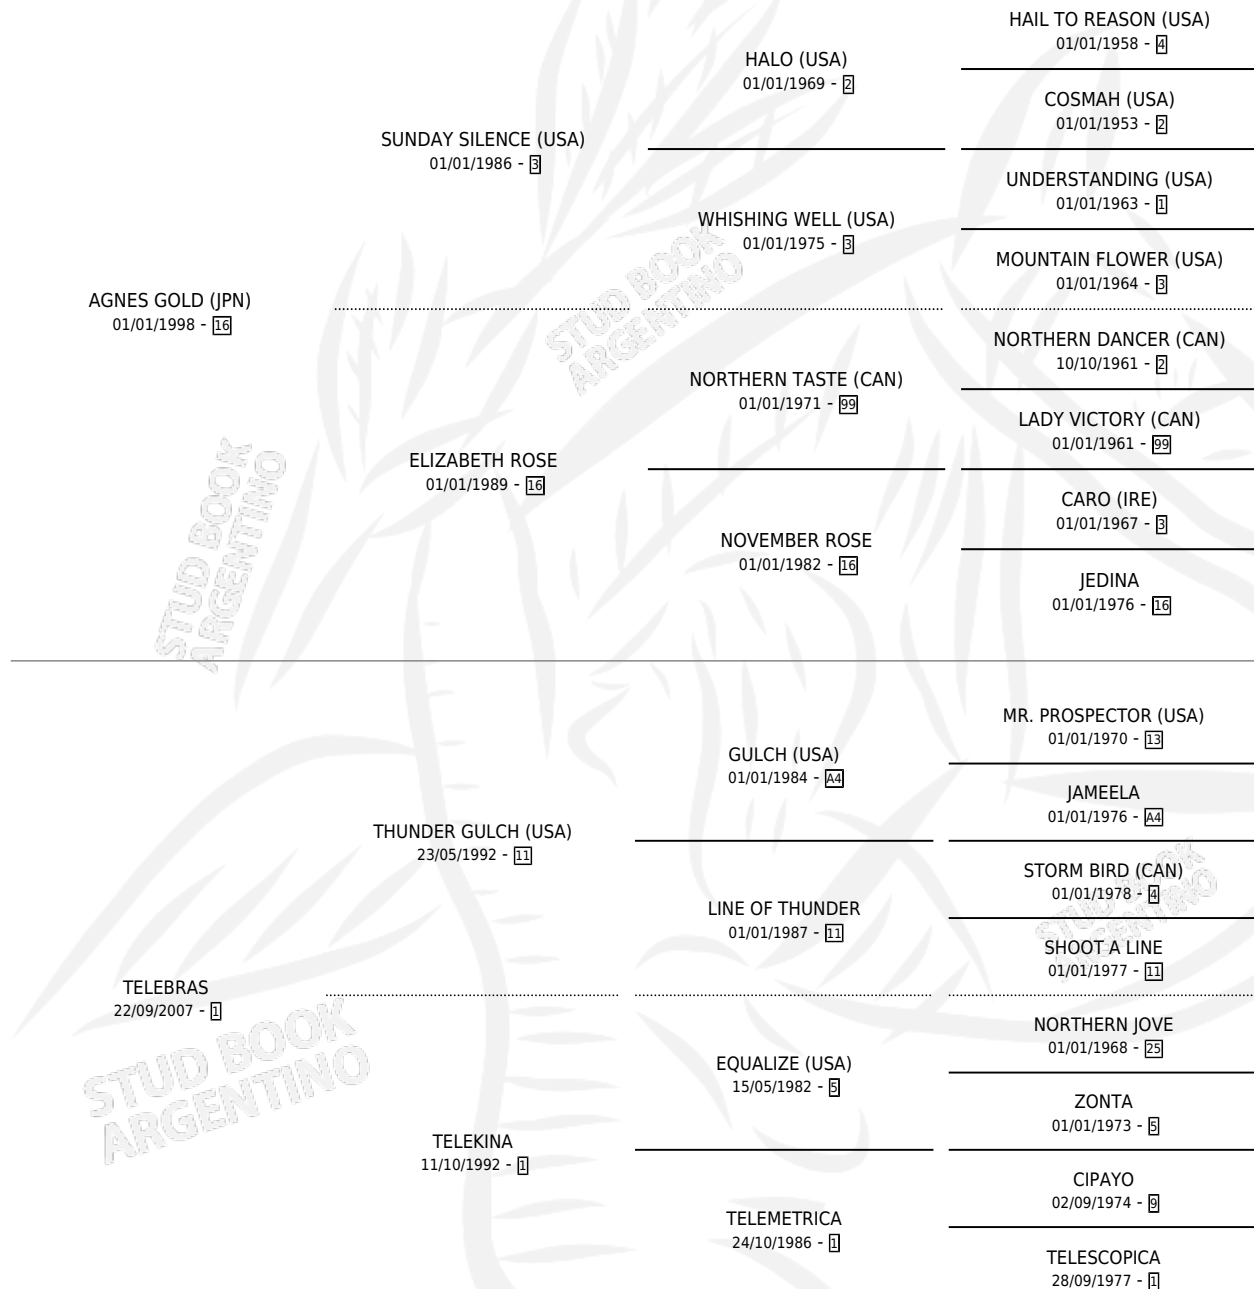 HAIL TO REASON (USA)
01/01/1958 - 4
HALO (USA)
01/01/1969 - 2
COSMAH (USA)
01/01/1953 - 2
SUNDAY SILENCE (USA)
01/01/1986 - 3
UNDERSTANDING (USA)
01/01/1963 - 1
WHISHING WELL (USA)
01/01/1975 - 3
MOUNTAIN FLOWER (USA)
01/01/1964 - 3
AGNES GOLD (JPN)
01/01/1998 - 16
NORTHERN DANCER (CAN)
10/10/1961 - 2
NORTHERN TASTE (CAN)
01/01/1971 - 99
LADY VICTORY (CAN)
01/01/1961 - 99
ELIZABETH ROSE
01/01/1989 - 16
CARO (IRE)
01/01/1967 - 3
NOVEMBER ROSE
01/01/1982 - 16
JEDINA
01/01/1976 - 16
MR. PROSPECTOR (USA)
01/01/1970 - 13
GULCH (USA)
01/01/1984 - A4
JAMEELA
01/01/1976 - A4
THUNDER GULCH (USA)
23/05/1992 - 11
STORM BIRD (CAN)
01/01/1978 - 4
LINE OF THUNDER
01/01/1987 - 11
SHOOT A LINE
01/01/1977 - 11
TELEBRAS
22/09/2007 - 1
NORTHERN JOVE
01/01/1968 - 25
EQUALIZE (USA)
15/05/1982 - 5
ZONTA
01/01/1973 - 5
TELEKINA
11/10/1992 - 1
CIPAYO
02/09/1974 - 9
TELEMETRICA
24/10/1986 - 1
TELESCOPICA
28/09/1977 - 1
STUD BOOK
ARGENTINO
STUD BOOK
ARGENTINO
STUD BOOK
ARGENTINO
STUD BOOK
ARGENTINO